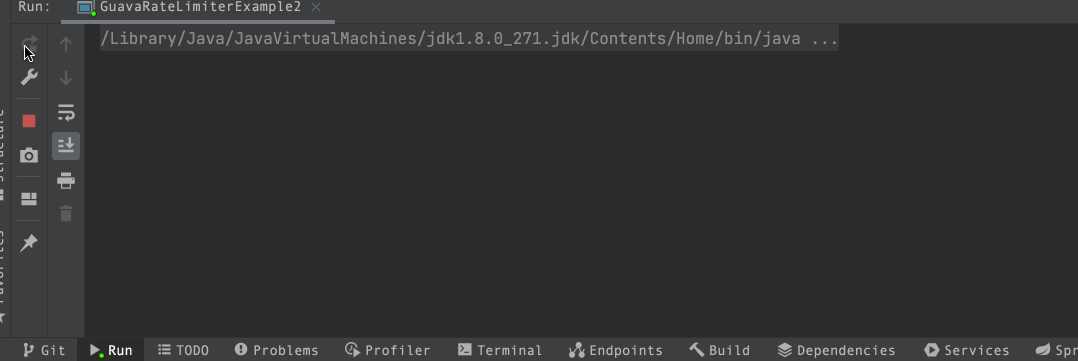 Run: GuavaRateLimiterExample2
/Library/Java/JavaVirtualMachines/jdk1.8.0_271.jdk/Contents/Home/bin/java ...
Structure
Favorites
Git Run TODO Problems Profiler Terminal Endpoints Build Dependencies Services Spr